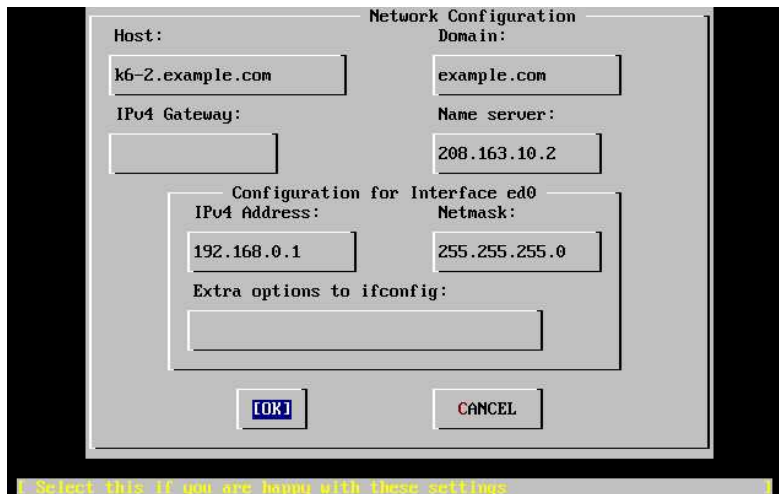 Network Configuration
Host:
Domain:
k6-2.example.com
example.com
IPv4 Gateway:
Name server:
208.163.10.2
Configuration for Interface ed0
IPv4 Address:
Netmask:
192.168.0.1
255.255.255.0
Extra options to ifconfig:
[OK]
CANCEL
[ Select this if you are happy with these settings ]